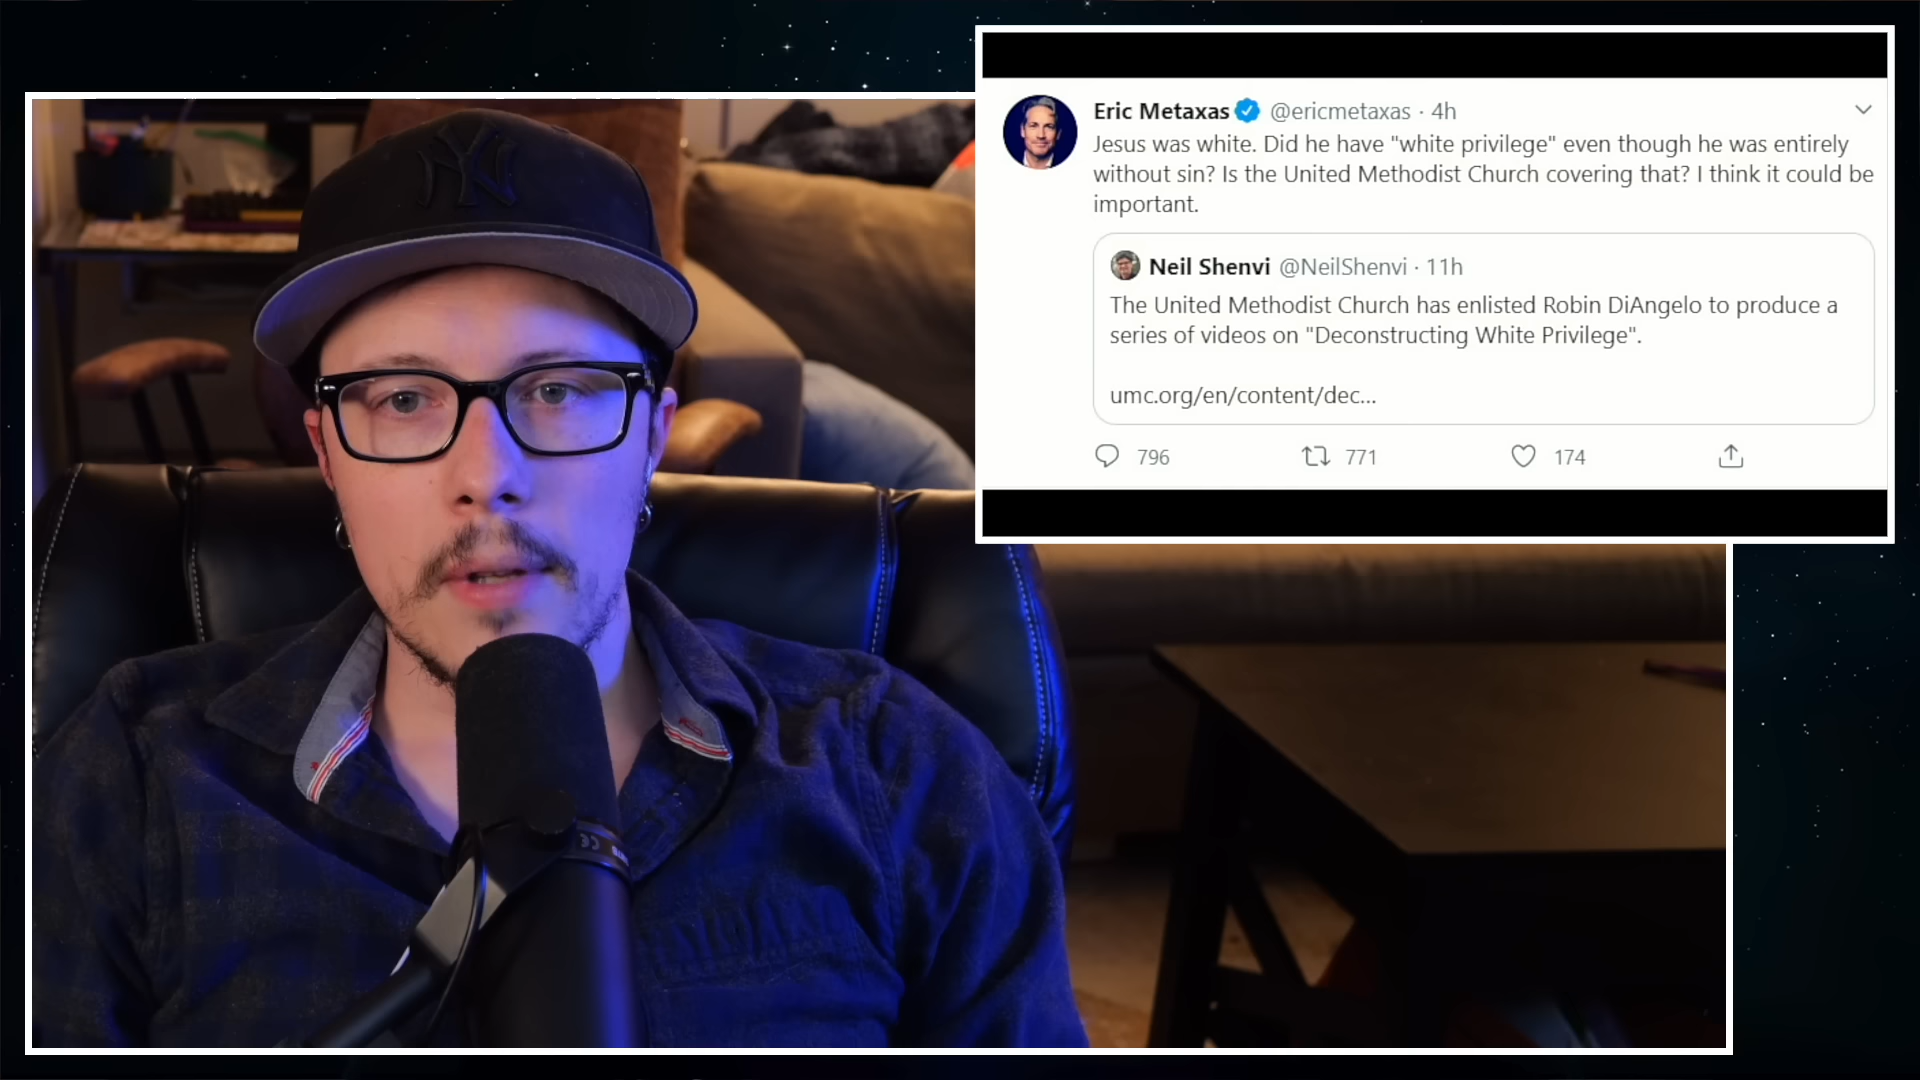 NY
Eric Metaxas @ericmetaxas · 4h
Jesus was white. Did he have "white privilege" even though he was entirely
without sin? Is the United Methodist Church covering that? I think it could be
important.
Neil Shenvi @NeilShenvi · 11h
The United Methodist Church has enlisted Robin DiAngelo to produce a
series of videos on "Deconstructing White Privilege".
umc.org/en/content/dec...
796 771 174
CE